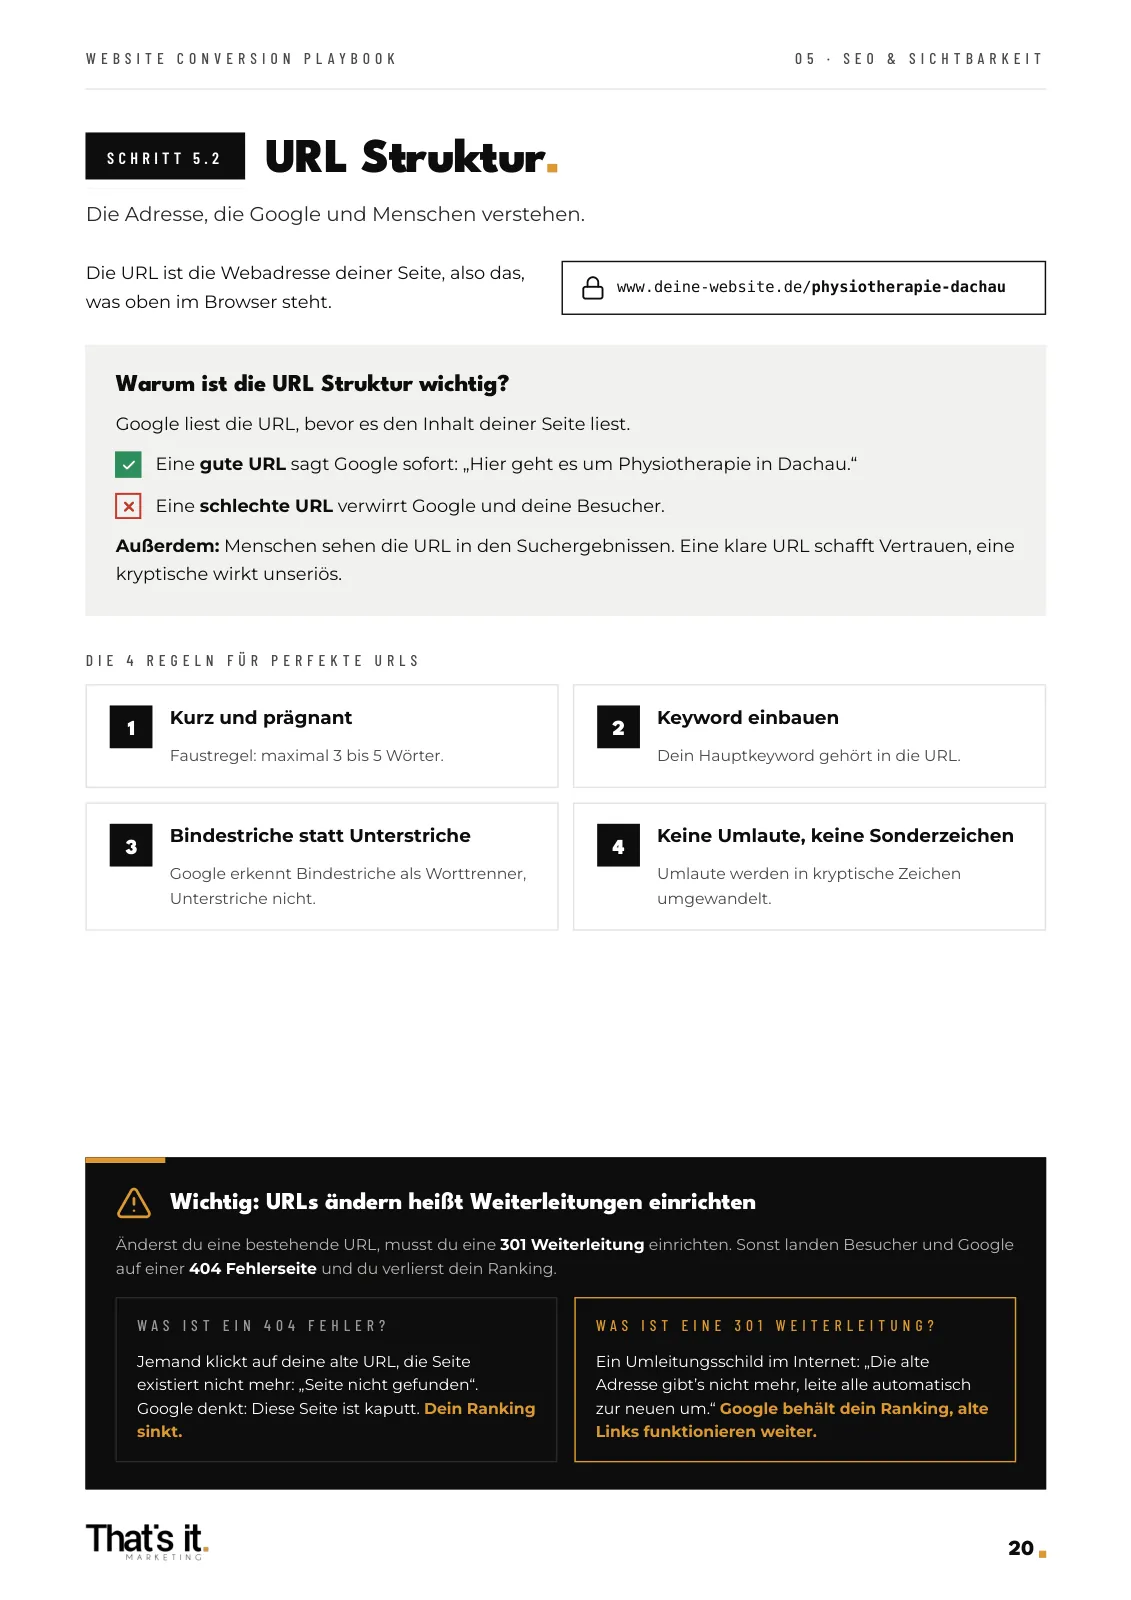 WEBSITE CONVERSION PLAYBOOK
05 · SEO & SICHTBARKEIT
SCHRITT 5.2
URL Struktur.
Die Adresse, die Google und Menschen verstehen.
Die URL ist die Webadresse deiner Seite, also das,
was oben im Browser steht.
www.deine-website.de/physiotherapie-dachau
Warum ist die URL Struktur wichtig?
Google liest die URL, bevor es den Inhalt deiner Seite liest.
Eine gute URL sagt Google sofort: „Hier geht es um Physiotherapie in Dachau.“
Eine schlechte URL verwirrt Google und deine Besucher.
Außerdem: Menschen sehen die URL in den Suchergebnissen. Eine klare URL schafft Vertrauen, eine
kryptische wirkt unseriös.
DIE 4 REGELN FÜR PERFEKTE URLS
1
Kurz und prägnant
Faustregel: maximal 3 bis 5 Wörter.
2
Keyword einbauen
Dein Hauptkeyword gehört in die URL.
3
Bindestriche statt Unterstriche
Google erkennt Bindestriche als Worttrenner,
Unterstriche nicht.
4
Keine Umlaute, keine Sonderzeichen
Umlaute werden in kryptische Zeichen
umgewandelt.
Wichtig: URLs ändern heißt Weiterleitungen einrichten
Änderst du eine bestehende URL, musst du eine 301 Weiterleitung einrichten. Sonst landen Besucher und Google
auf einer 404 Fehlerseite und du verlierst dein Ranking.
WAS IST EIN 404 FEHLER?
Jemand klickt auf deine alte URL, die Seite
existiert nicht mehr: „Seite nicht gefunden“.
Google denkt: Diese Seite ist kaputt. Dein Ranking
sinkt.
WAS IST EINE 301 WEITERLEITUNG?
Ein Umleitungsschild im Internet: „Die alte
Adresse gibt’s nicht mehr, leite alle automatisch
zur neuen um.“ Google behält dein Ranking, alte
Links funktionieren weiter.
That's it.
MARKETING
20